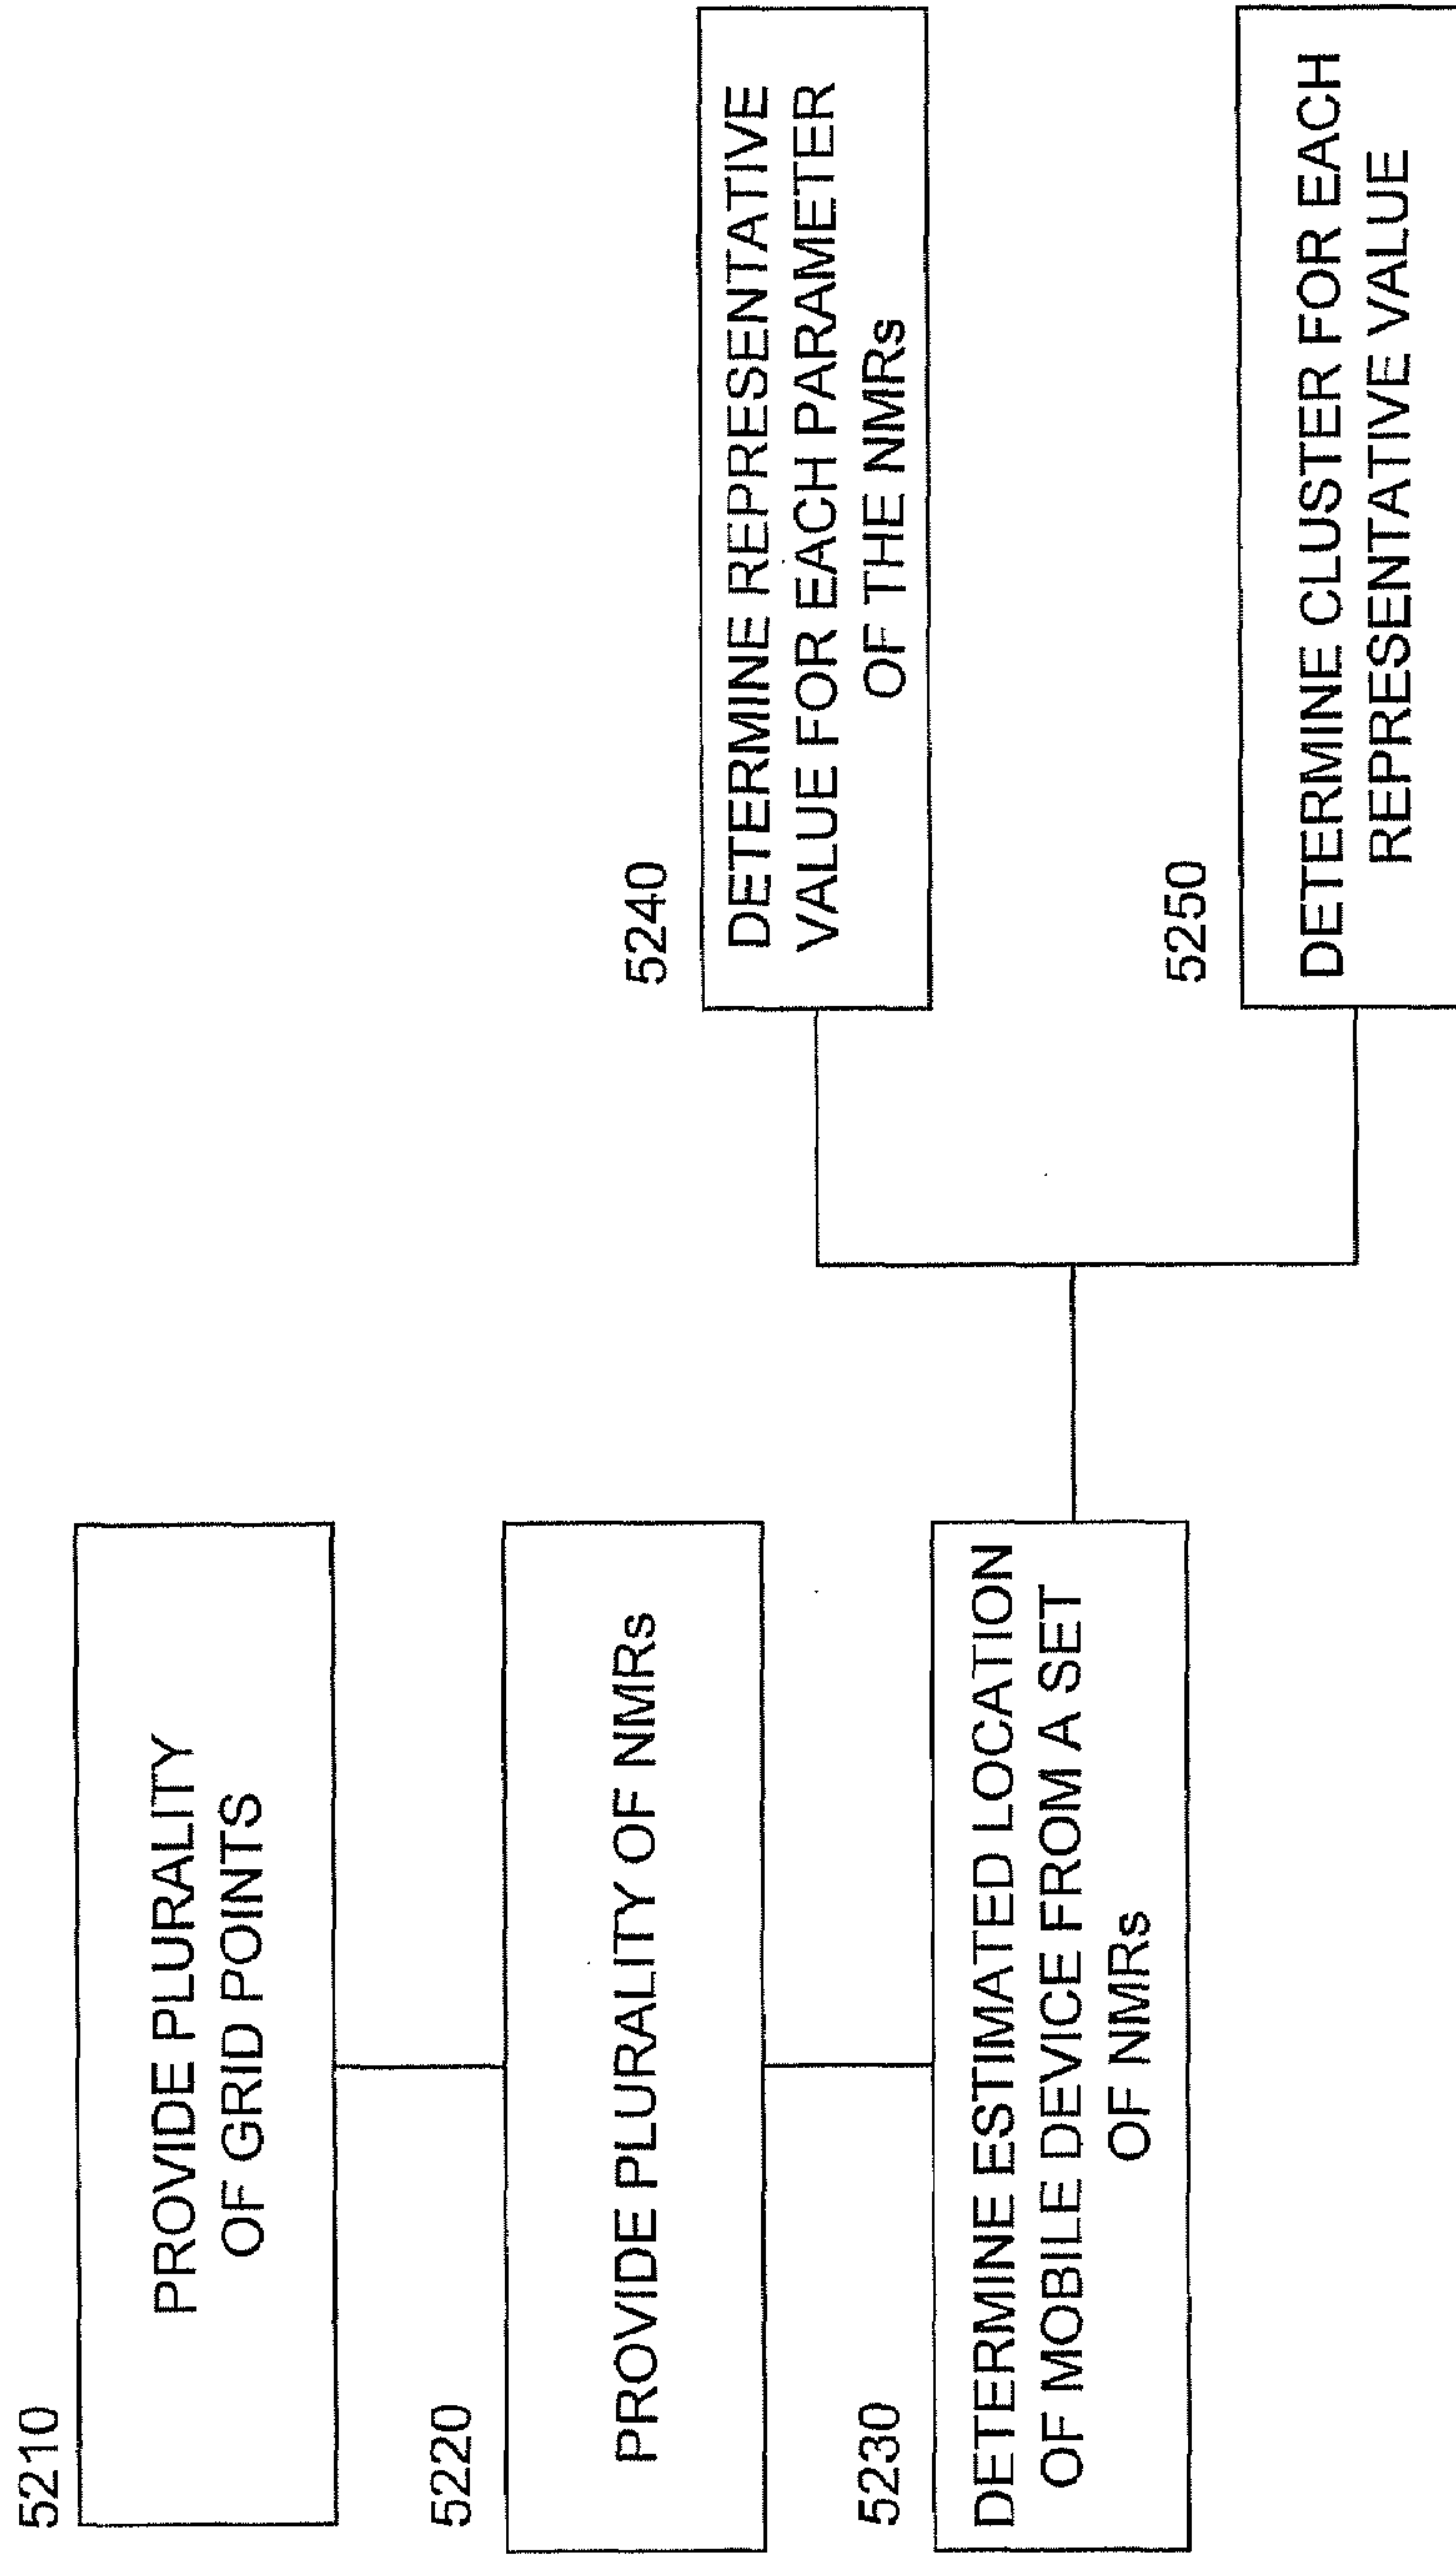 5210
PROVIDE PLURALITY
OF GRID POINTS
5220
PROVIDE PLURALITY OF NMRs
5230
DETERMINE ESTIMATED LOCATION
OF MOBILE DEVICE FROM A SET
OF NMRs
5240
DETERMINE REPRESENTATIVE
VALUE FOR EACH PARAMETER
OF THE NMRs
5250
DETERMINE CLUSTER FOR EACH
REPRESENTATIVE VALUE